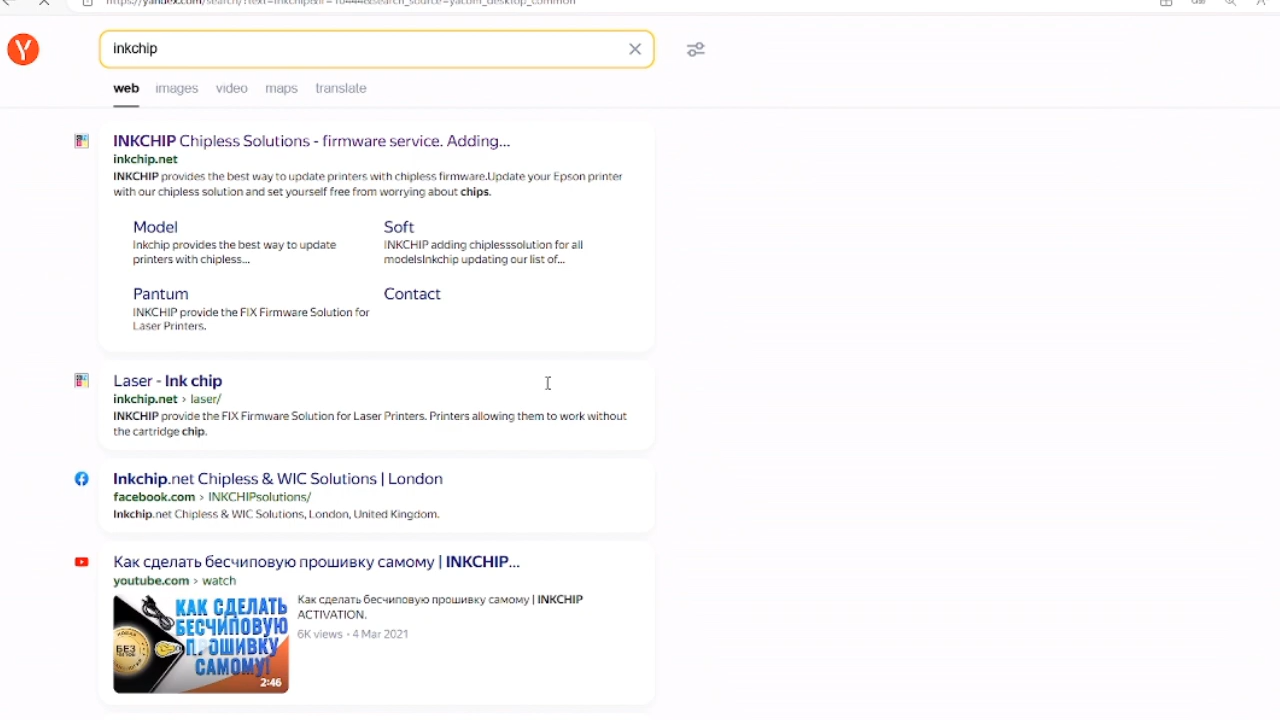 inkchip
web images video maps translate
INKCHIP Chipless Solutions - firmware service. Adding...
inkchip.net
INKCHIP provides the best way to update printers with chipless firmware.Update your Epson printer
with our chipless solution and set yourself free from worrying about chips.
Model
Inkchip provides the best way to update
printers with chipless...
Soft
INKCHIP adding chiplesssolution for all
modelsInkchip updating our list of...
Pantum
INKCHIP provide the FIX Firmware Solution for
Laser Printers.
Contact
Laser - Ink chip
inkchip.net › laser/
INKCHIP provide the FIX Firmware Solution for Laser Printers. Printers allowing them to work without
the cartridge chip.
Inkchip.net Chipless & WIC Solutions | London
facebook.com › INKCHIPsolutions/
Inkchip.net Chipless & WIC Solutions, London, United Kingdom.
Как сделать бесчиповую прошивку самому | INKCHIP...
youtube.com › watch
КАК СДЕЛАТЬ
БЕСЧИПОВУЮ
ПРОШИВКУ
САМОМУ!
БЕЗ
2:46
Как сделать бесчиповую прошивку самому | INKCHIP
ACTIVATION.
6K views • 4 Mar 2021